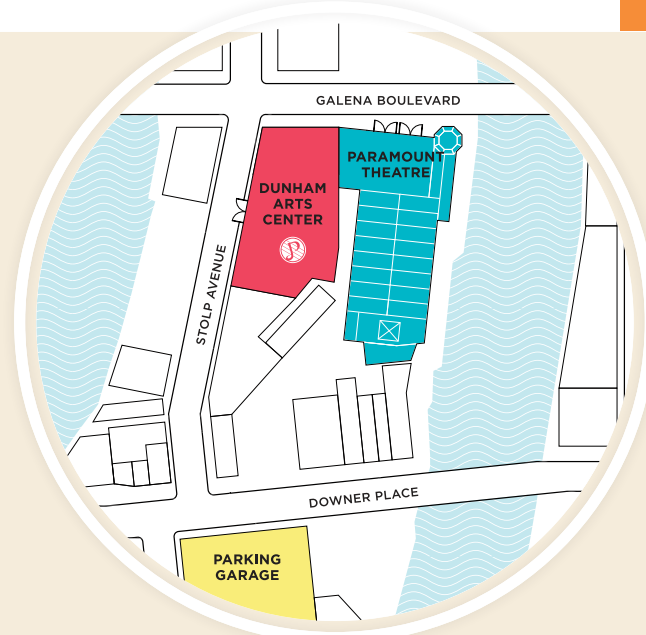 GALENA BOULEVARD
PARAMOUNT
THEATRE
DUNHAM
ARTS
CENTER
STOLP AVENUE
DOWNER PLACE
PARKING
GARAGE